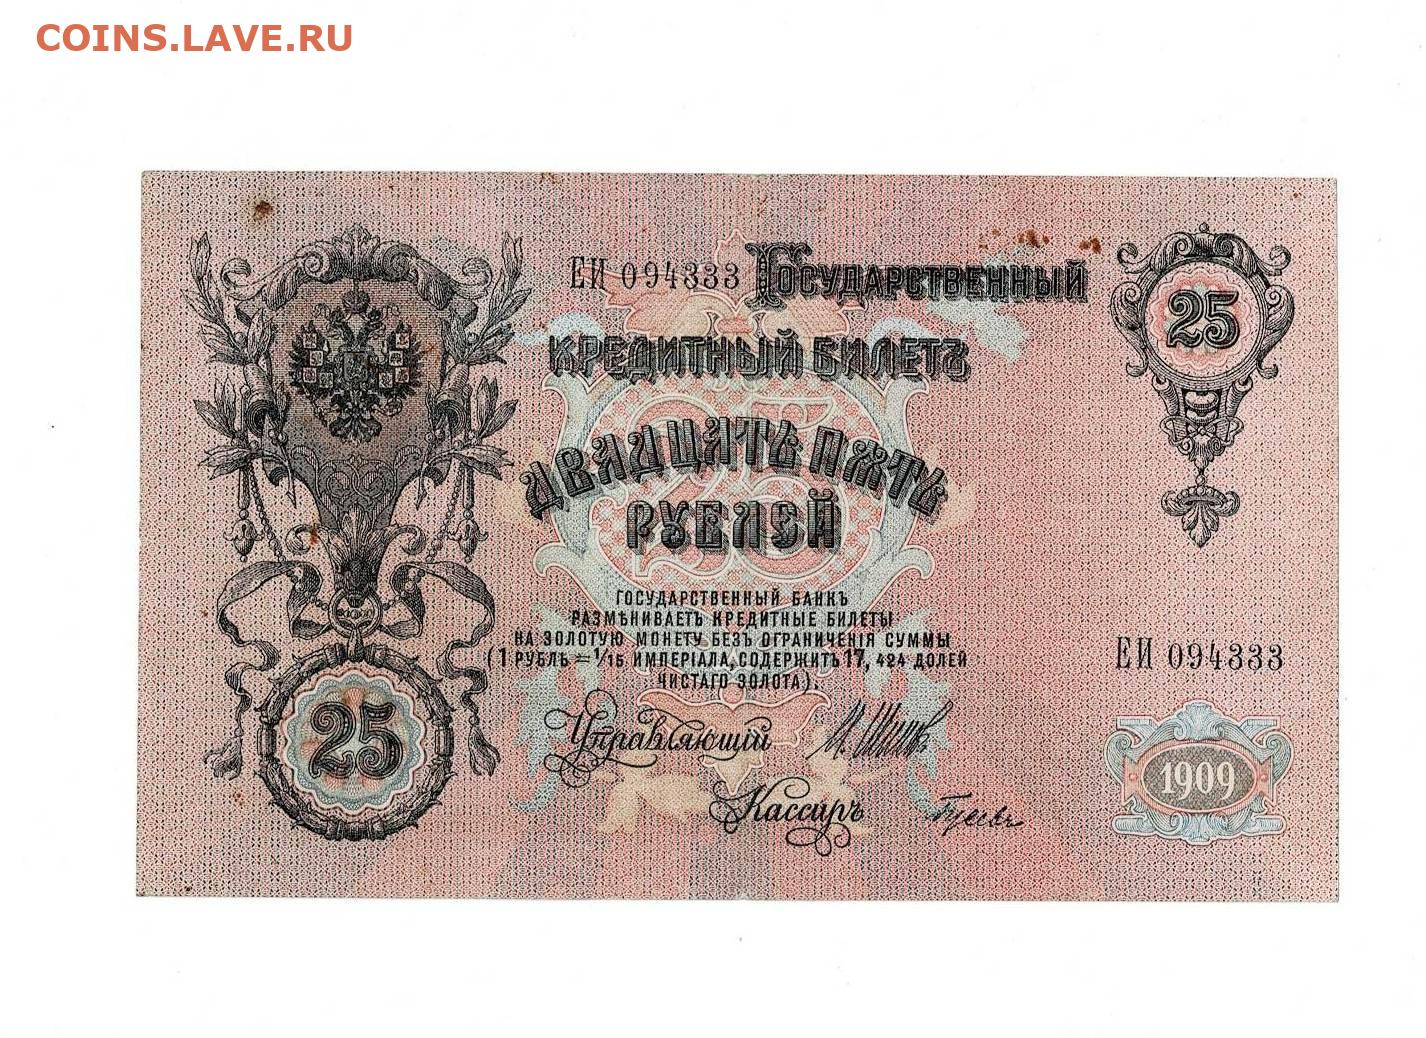 COINS.LAVE.RU
ЕИ 094333 ГОСУДАРСТВЕННЫЙ
КРЕДИТНЫЙ БИЛЕТЪ
25
ДВАДЦАТЬ ПЯТЬ
РУБЛЕЙ
ГОСУДАРСТВЕННЫЙ БАНКЪ
РАЗМѢНИВАЕТЪ КРЕДИТНЫЕ БИЛЕТЫ
НА ЗОЛОТУЮ МОНЕТУ БЕЗЪ ОГРАНИЧЕНІЯ СУММЫ
(1 РУБЛЬ = 1/15 ИМПЕРІАЛА, СОДЕРЖИТЪ 17, 424 ДОЛЕЙ
ЧИСТАГО ЗОЛОТА).
ЕИ 094333
25
Управляющій
Кассиръ
1909